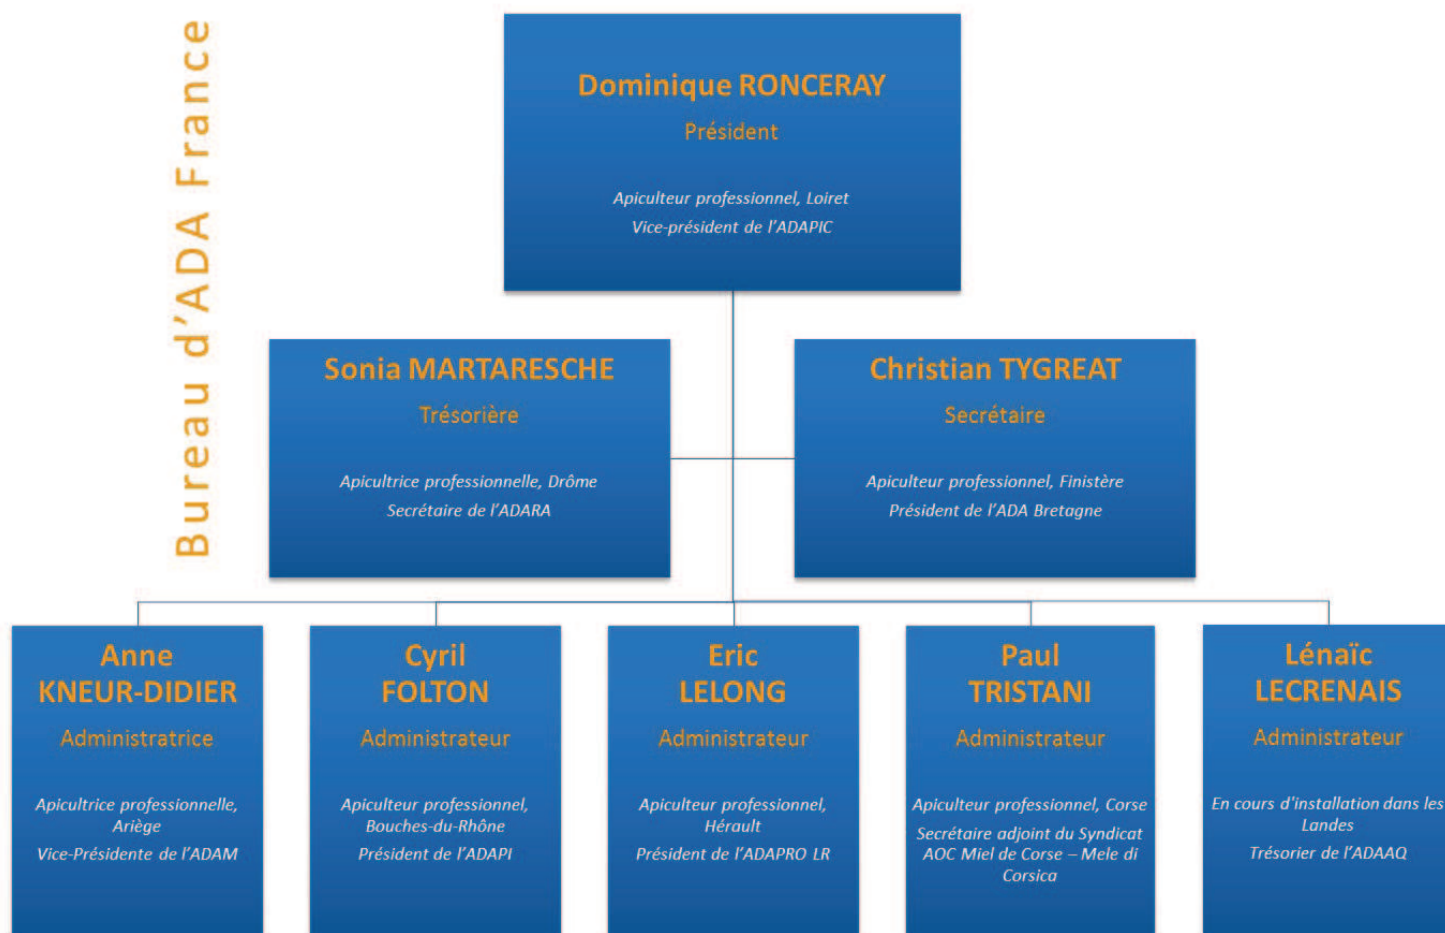 Bureau d'ADA France
Dominique RONCERAY
Président
Apiculteur professionnel, Loiret
Vice-président de l'ADAPIC
Sonia MARTARESCHE
Trésorière
Apicultrice professionnelle, Drôme
Secrétaire de l'ADARA
Christian TYGREAT
Secrétaire
Apiculteur professionnel, Finistère
Président de l'ADA Bretagne
Anne
KNEUR-DIDIER
Administratrice
Apicultrice professionnelle,
Ariège
Vice-Présidente de l'ADAM
Cyril
FOLTON
Administrateur
Apiculteur professionnel,
Bouches-du-Rhône
Président de l'ADAPI
Eric
LELONG
Administrateur
Apiculteur professionnel,
Hérault
Président de l'ADAPRO LR
Paul
TRISTANI
Administrateur
Apiculteur professionnel, Corse
Secrétaire adjoint du Syndicat
AOC Miel de Corse – Mele di
Corsica
Lénaïc
LECRENAIS
Administrateur
En cours d'installation dans les
Landes
Trésorier de l'ADAAQ